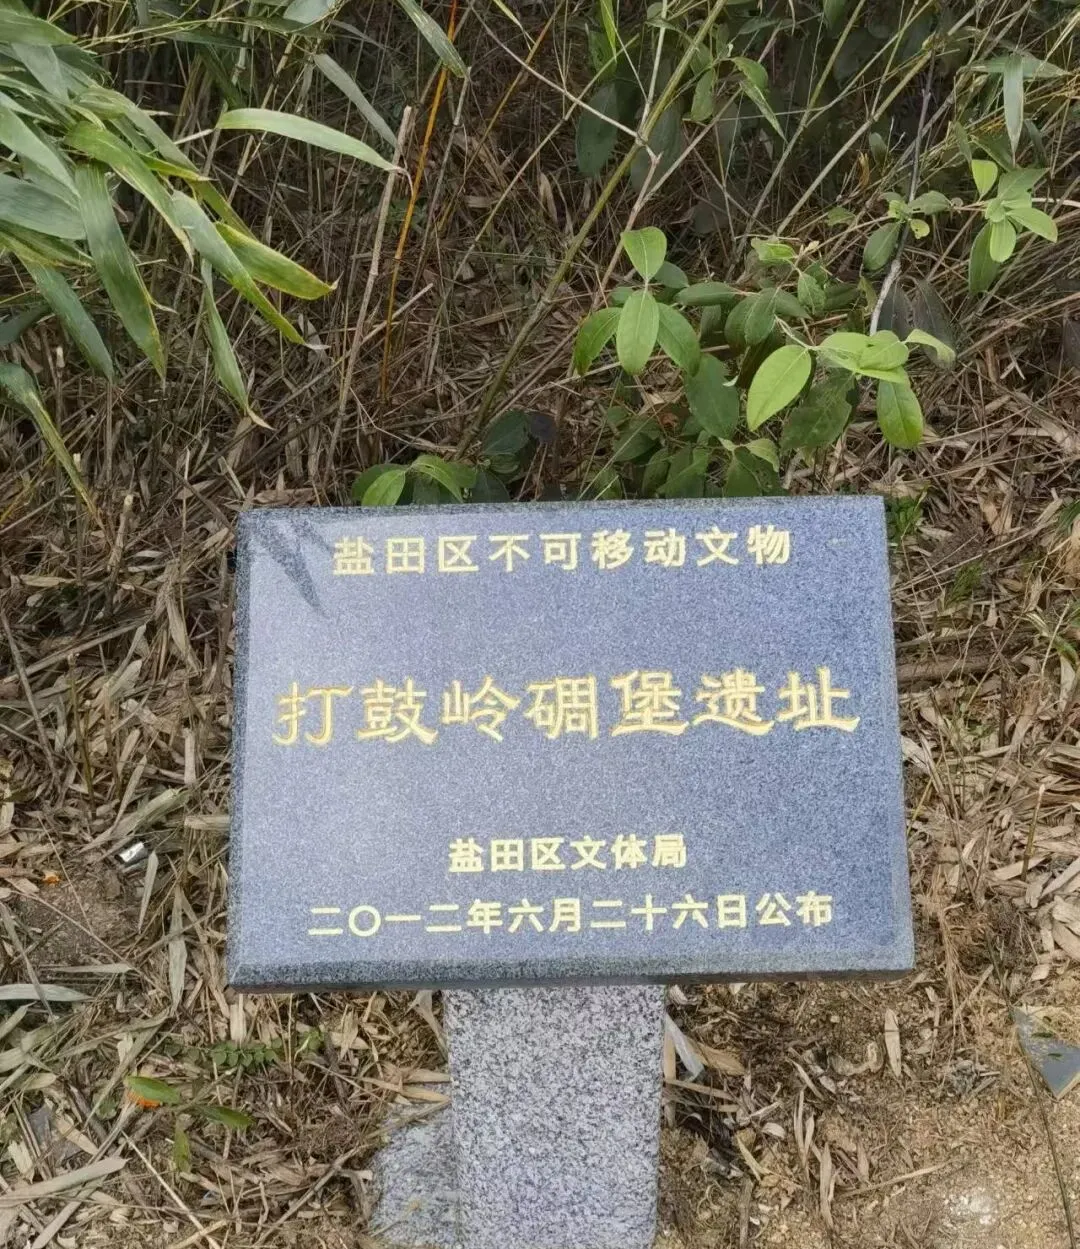 盐田区不可移动文物
打鼓岭碉堡遗址
盐田区文体局
二〇一二年六月二十六日公布